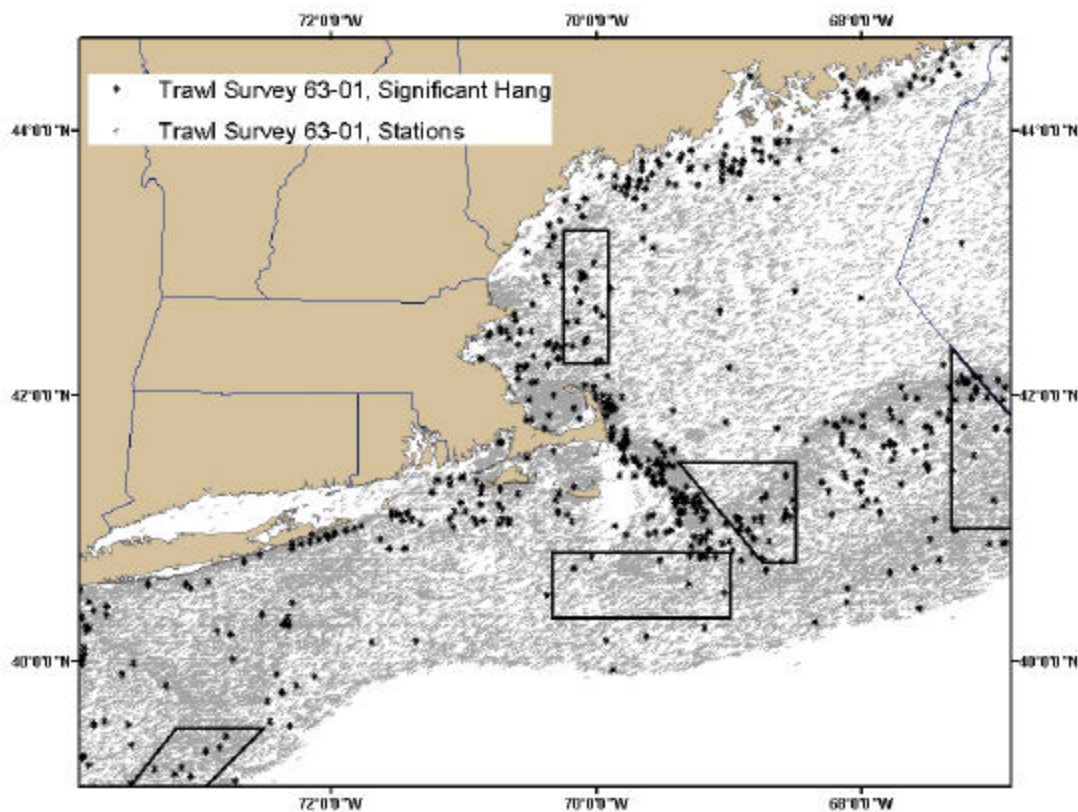 72°0'0"W 70°0'0"W 68°0'0"W
Trawl Survey 63-01, Significant Hang
Trawl Survey 63-01, Stations
44°0'0"N 44°0'0"N
42°0'0"N 42°0'0"N
40°0'0"N 40°0'0"N
72°0'0"W 70°0'0"W 68°0'0"W